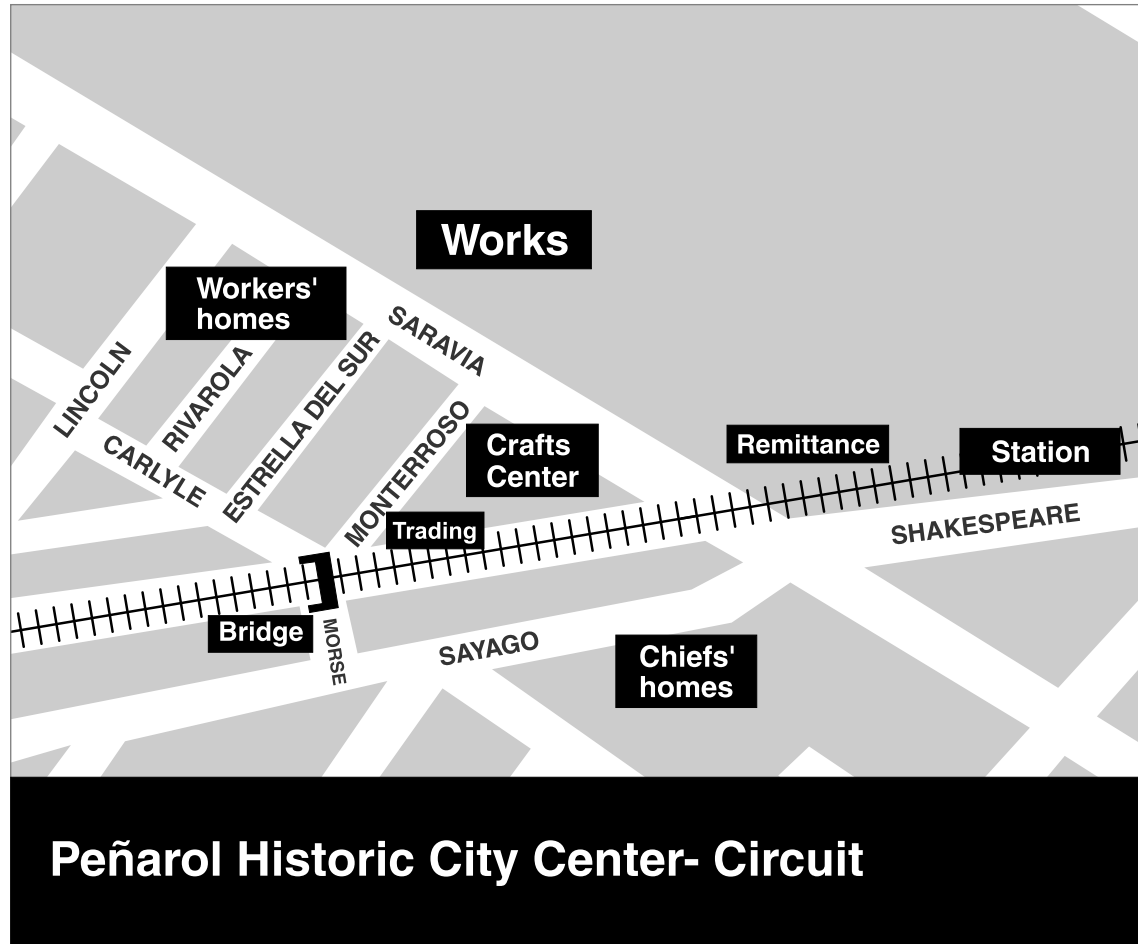 Works
Workers'
homes
SARAVIA
LINCOLN
RIVAROLA
ESTRELLA DEL SUR
MONTERROSO
CARLYLE
Crafts
Center
Remittance
Station
Trading
SHAKESPEARE
Bridge
MORSE
SAYAGO
Chiefs'
homes
Peñarol Historic City Center- Circuit